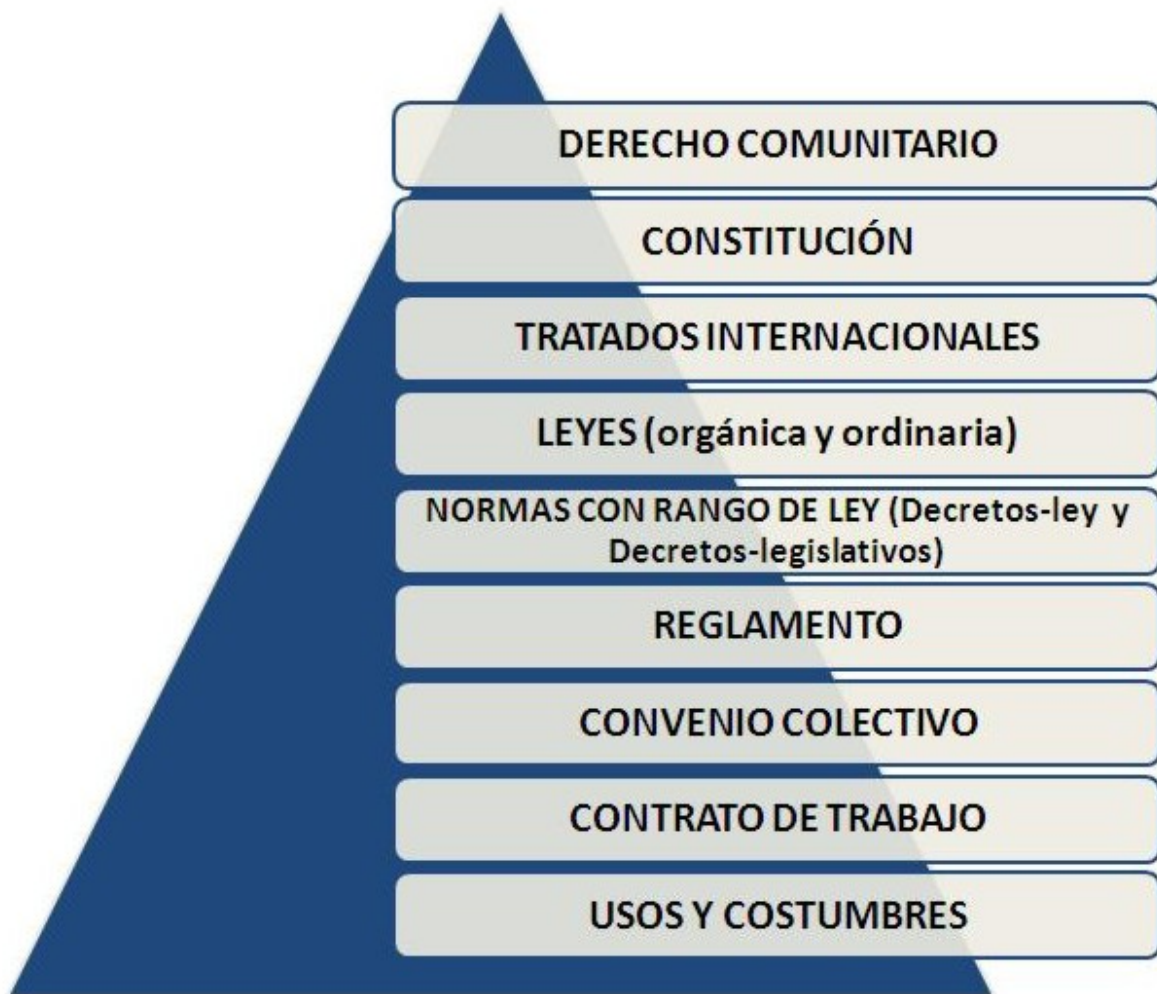 DERECHO COMUNITARIO
CONSTITUCIÓN
TRATADOS INTERNACIONALES
LEYES (orgánica y ordinaria)
NORMAS CON RANGO DE LEY (Decretos-ley y
Decretos-legislativos)
REGLAMENTO
CONVENIO COLECTIVO
CONTRATO DE TRABAJO
USOS Y COSTUMBRES